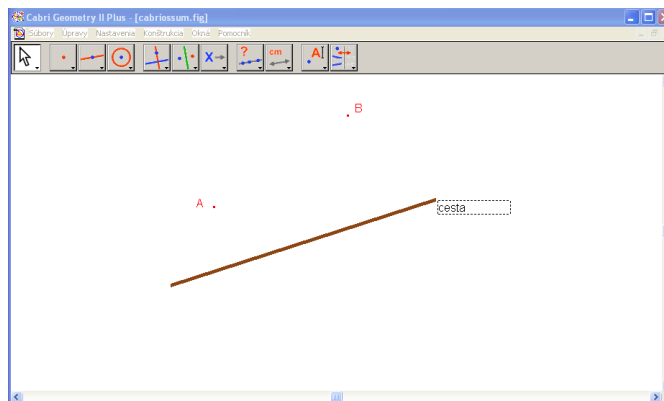 Cabri Geometry II Plus - [cabriossum.fig]
Súbory Úpravy Nastavenia Konštrukcia Okná Pomocník
X ? cm A
B
A
cesta